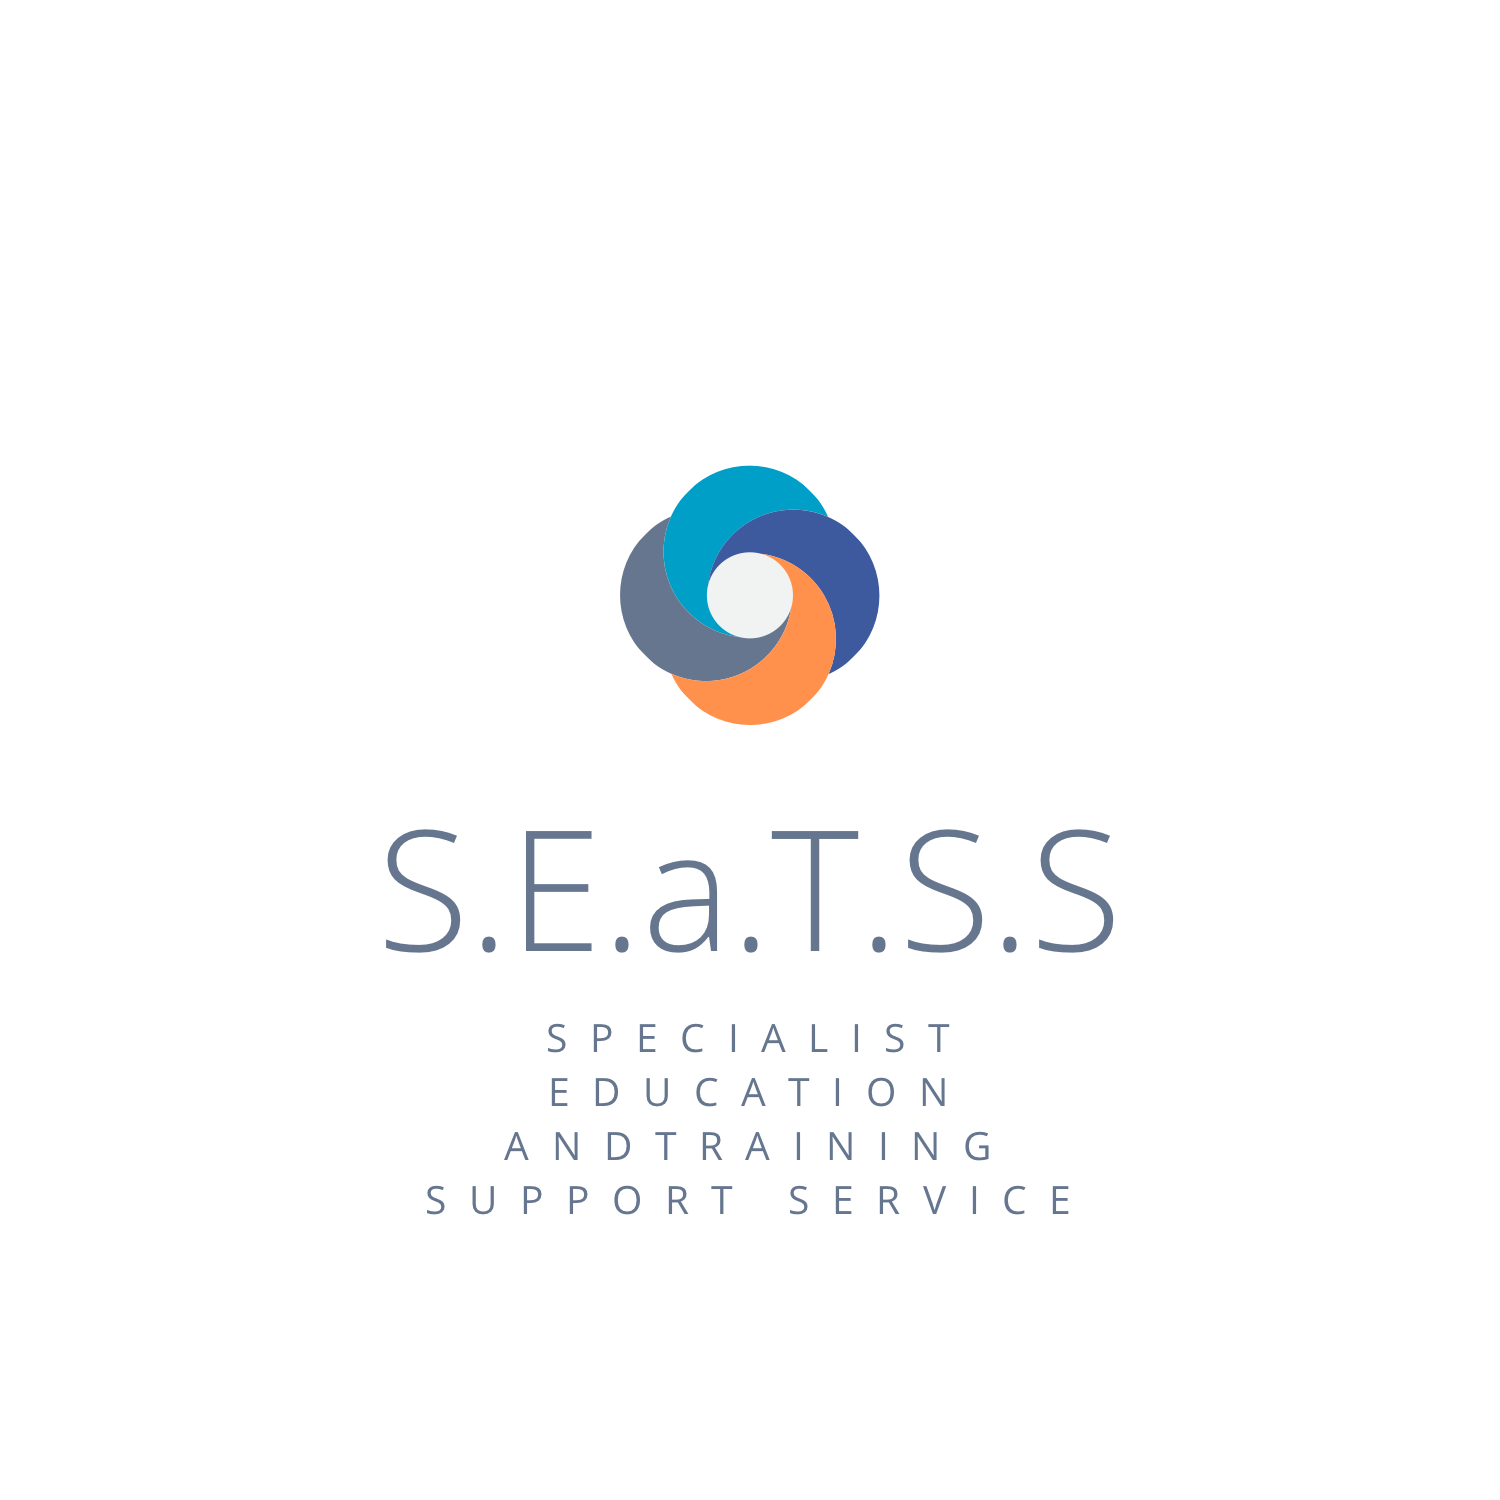 S.E.a.T.S.S
SPECIALIST
EDUCATION
ANDTRAINING
SUPPORT SERVICE